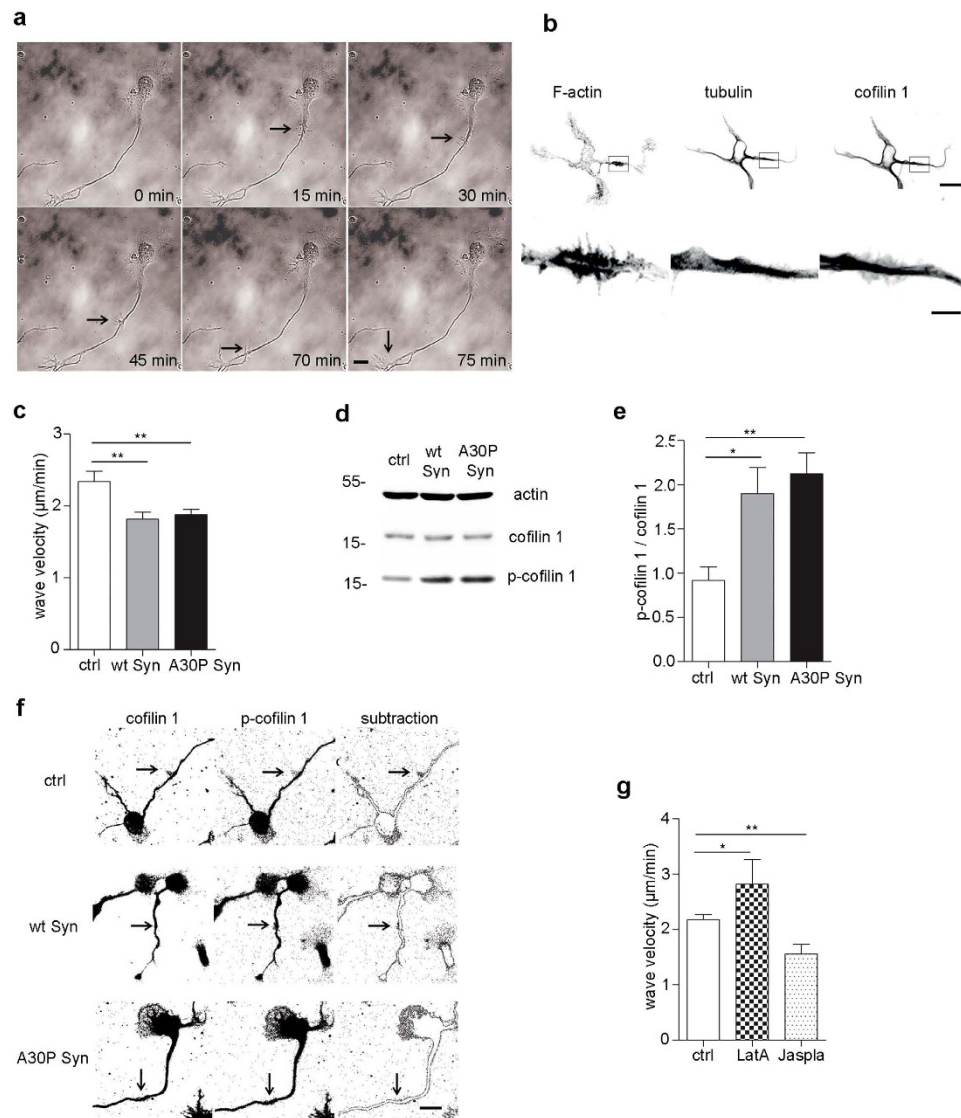 a
0 min
15 min
30 min
45 min
70 min
75 min
b
F-actin
tubulin
cofilin 1
c
wave velocity (µm/min)
3
2
1
0
**
**
ctrl
wt Syn
A30P Syn
d
ctrl
wt
Syn
A30P
Syn
55-
actin
15-
cofilin 1
15-
p-cofilin 1
e
p-cofilin 1 / cofilin 1
2.5
2.0
1.5
1.0
0.5
0.0
**
*
ctrl
wt Syn
A30P Syn
f
cofilin 1
p-cofilin 1
subtraction
ctrl
wt Syn
A30P Syn
g
wave velocity (µm/min)
4
3
2
1
0
**
*
ctrl
LatA
Jaspla